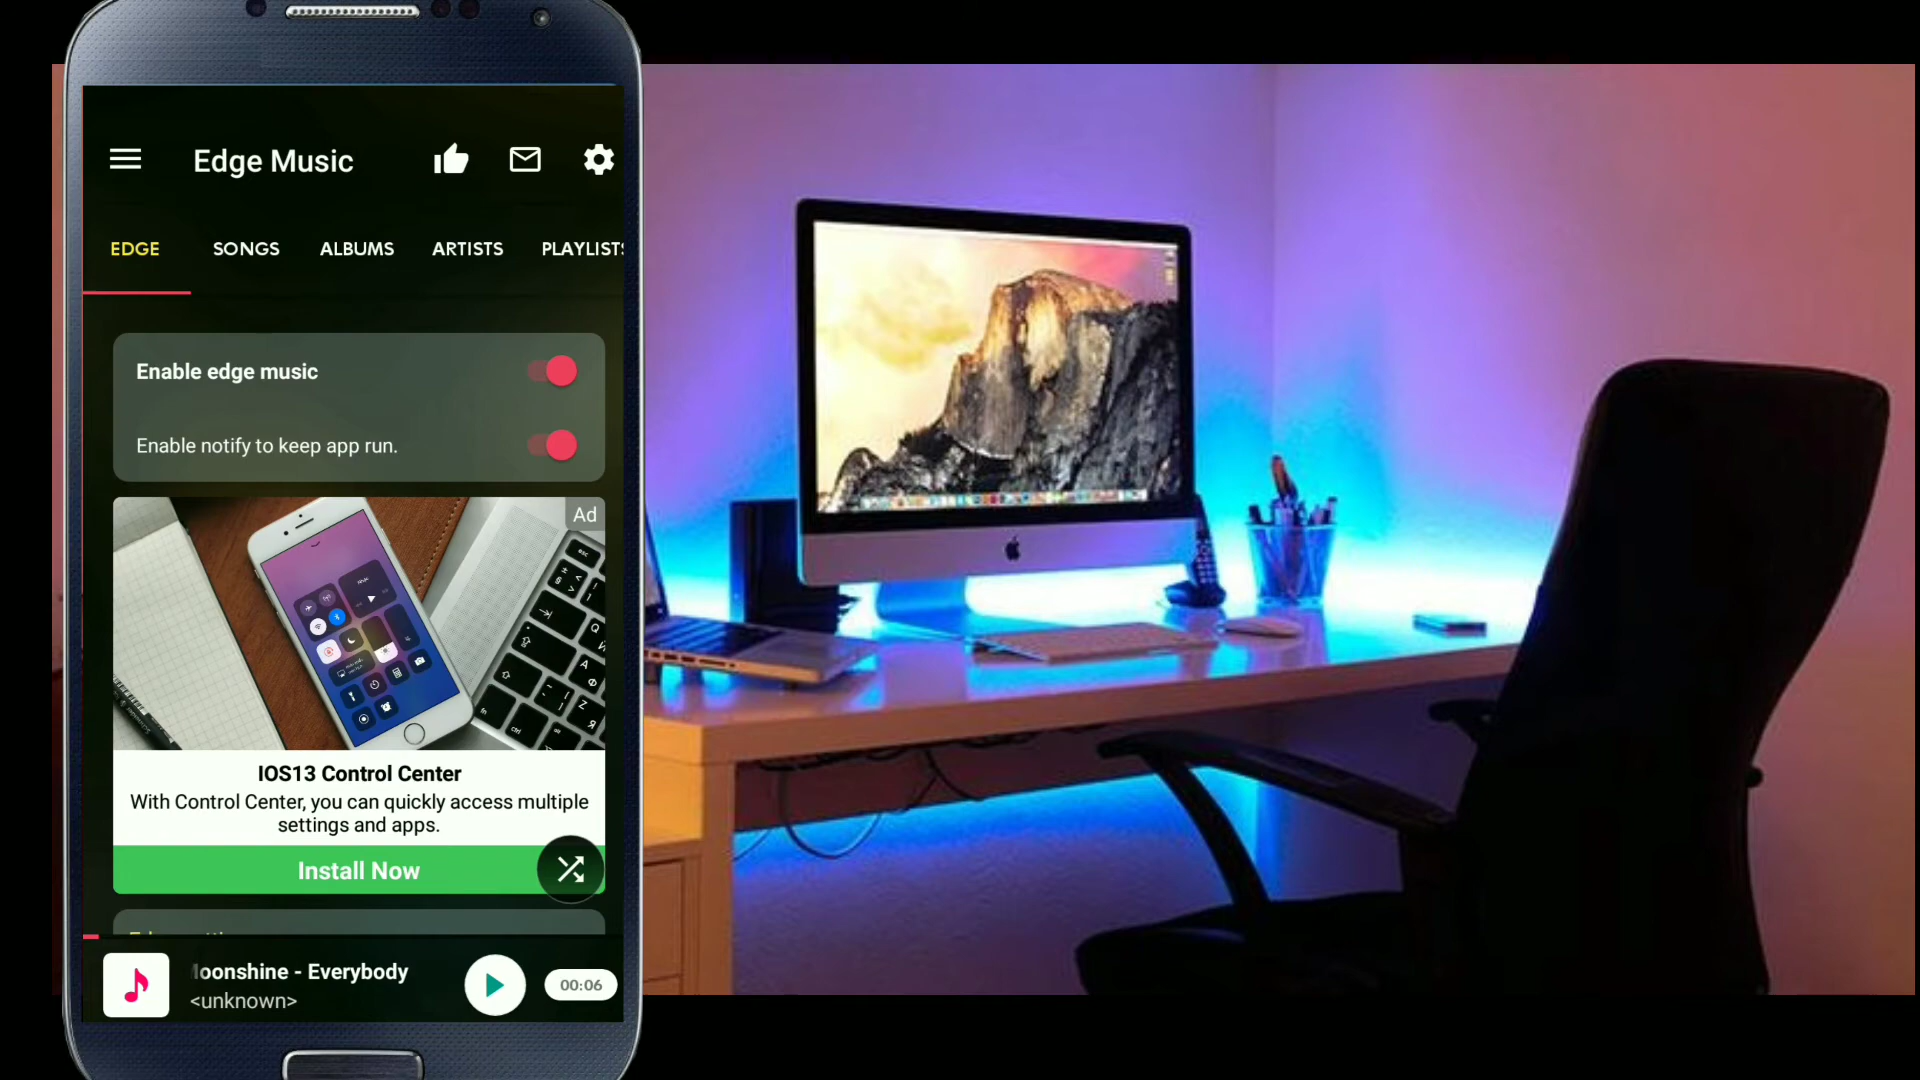 Edge Music
EDGE SONGS ALBUMS ARTISTS PLAYLISTS
Enable edge music
Enable notify to keep app run.
Ad
IOS13 Control Center
With Control Center, you can quickly access multiple
settings and apps.
Install Now
loonshine - Everybody
<unknown>
00:06